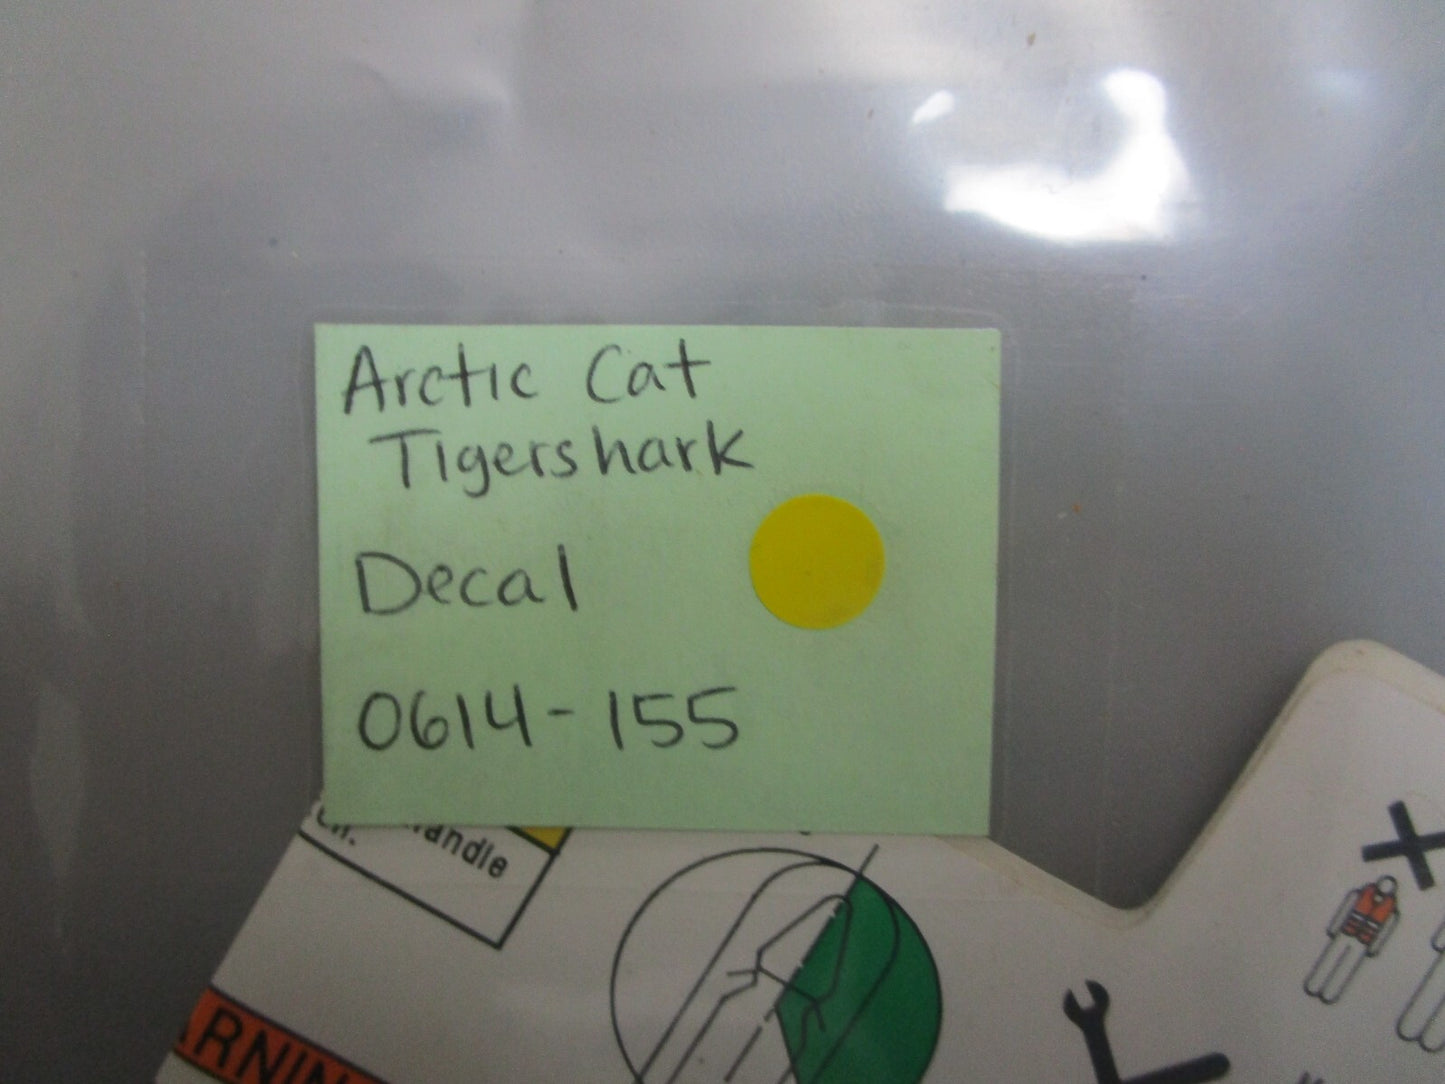 Arctic Cat
Tigershark
Decal
0614-155
handle
RNIN